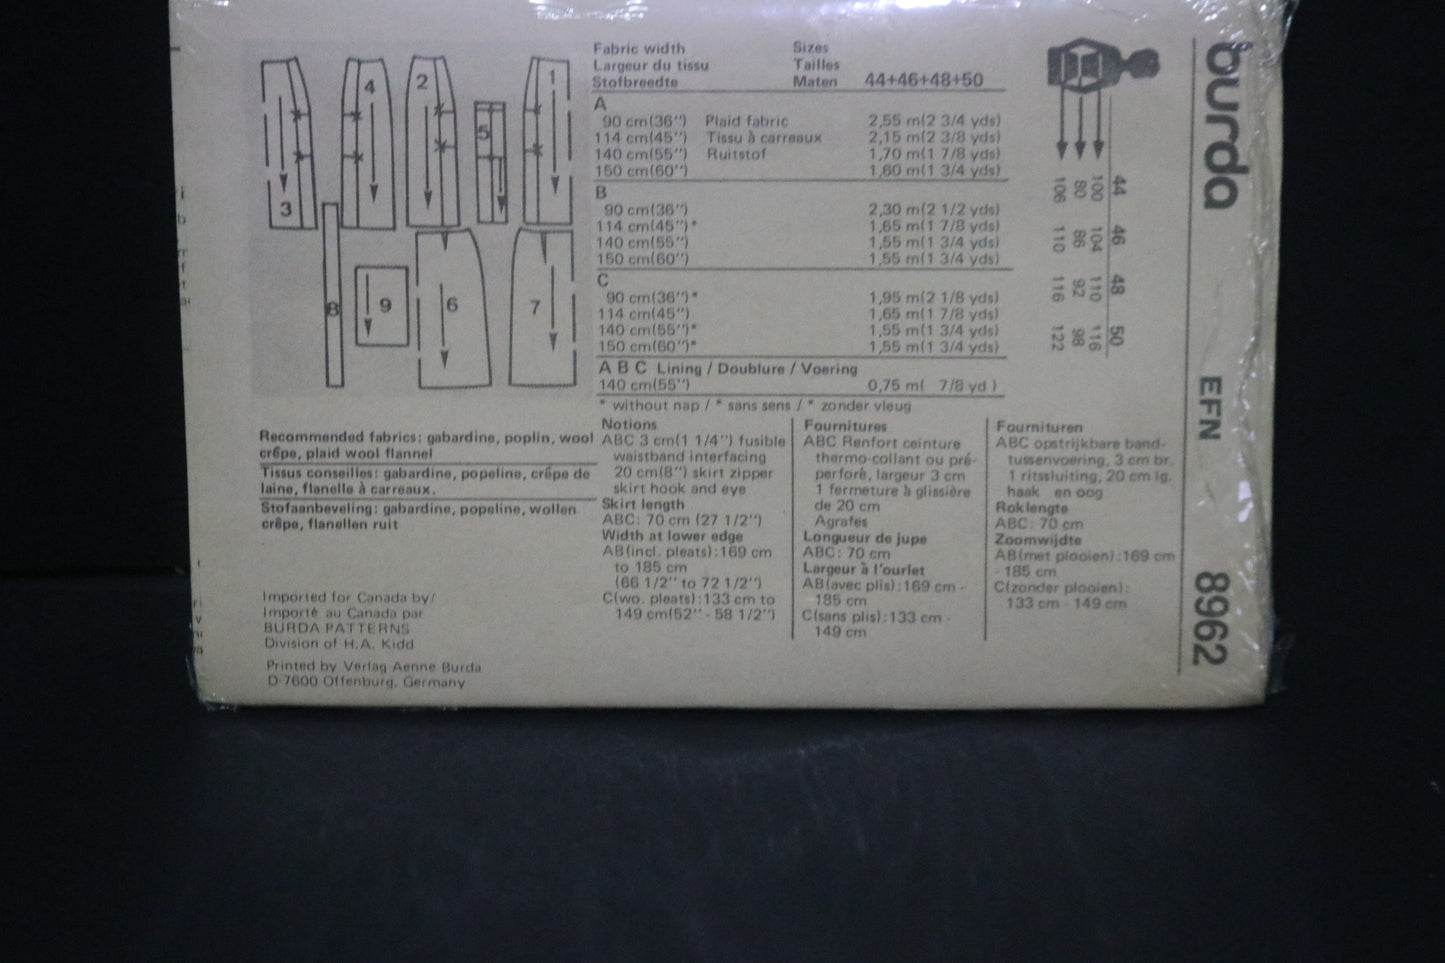 Fabric width Sizes
Largeur du tissu Tailles
Stofbreedte Maten 44+46+48+50
A
90 cm(36'') Plaid fabric 2,55 m(2 3/4 yds)
114 cm(45'') Tissu à carreaux 2,15 m(2 3/8 yds)
140 cm(55'') Ruitstof 1,70 m(1 7/8 yds)
150 cm(60'') 1,60 m(1 3/4 yds)
B
90 cm(36'') 2,30 m(2 1/2 yds)
114 cm(45'')* 1,65 m(1 7/8 yds)
140 cm(55'') 1,55 m(1 3/4 yds)
150 cm(60'') 1,55 m(1 3/4 yds)
C
90 cm(36'')* 1,95 m(2 1/8 yds)
114 cm(45'') 1,65 m(1 7/8 yds)
140 cm(55'')* 1,55 m(1 3/4 yds)
150 cm(60'')* 1,55 m(1 3/4 yds)
A B C Lining / Doublure / Voering
140 cm(55'') 0,75 m( 7/8 yd )
* without nap / * sans sens / * zonder vleug
3
4
2
5
1
8
9
6
7
44 46 48 50
100 104 110 116
80 86 92 98
106 110 116 122
burda
EFN
8962
Recommended fabrics: gabardine, poplin, wool
crêpe, plaid wool flannel
Tissus conseilles: gabardine, popeline, crêpe de
laine, flanelle à carreaux.
Stofaanbeveling: gabardine, popeline, wollen
crêpe, flanellen ruit
Imported for Canada by/
Importé au Canada par
BURDA PATTERNS
Division of H.A. Kidd
Printed by Verlag Aenne Burda
D-7600 Offenburg, Germany
Notions
ABC 3 cm(1 1/4'') fusible
waistband interfacing
20 cm(8'') skirt zipper
skirt hook and eye
Skirt length
ABC: 70 cm (27 1/2'')
Width at lower edge
AB(incl. pleats):169 cm
to 185 cm
(66 1/2'' to 72 1/2'')
C(wo. pleats):133 cm to
149 cm(52'' - 58 1/2'')
Fournitures
ABC Renfort ceinture
thermo-collant ou pré-
perforé, largeur 3 cm
1 fermeture à glissière
de 20 cm
Agrafes
Longueur de jupe
ABC: 70 cm
Largeur à l'ourlet
AB(avec plis):169 cm -
185 cm
C(sans plis):133 cm -
149 cm
Fournituren
ABC opstrijkbare band-
tussenvoering, 3 cm br.
1 ritssluiting, 20 cm lg.
haak en oog
Roklengte
ABC: 70 cm
Zoomwijdte
AB(met plooien):169 cm
- 185 cm
C(zonder plooien):
133 cm - 149 cm